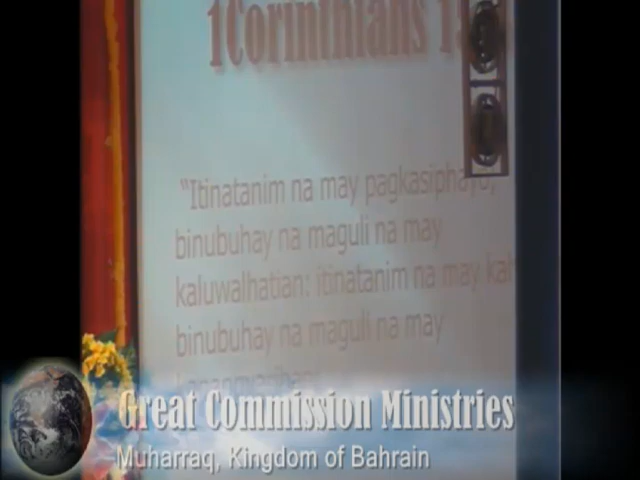 1Corinthians
"Itinatanim na may pagkasiphayo,
binubuhay na maguli na may
kaluwalhatian: itinatanim na may
binubuhay na maguli na may
Great Commission Ministries
Muharraq, Kingdom of Bahrain